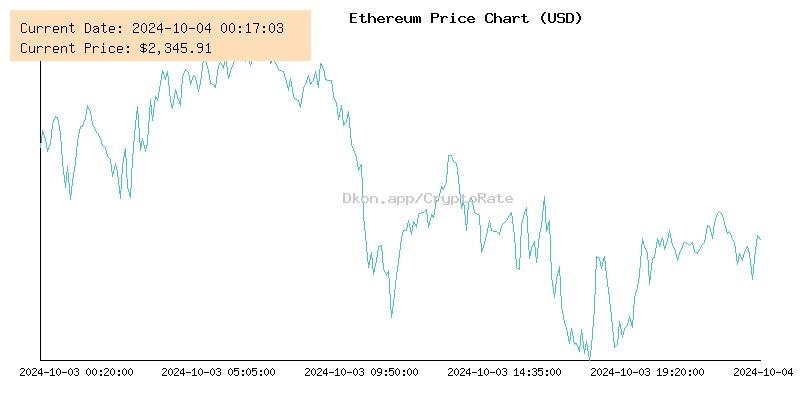 Ethereum Price Chart (USD)
Current Date: 2024-10-04 00:17:03
Current Price: $2,345.91
Dkon.app/CryptoRate
2024-10-03 00:20:00 2024-10-03 05:05:00 2024-10-03 09:50:00 2024-10-03 14:35:00 2024-10-03 19:20:00 2024-10-04